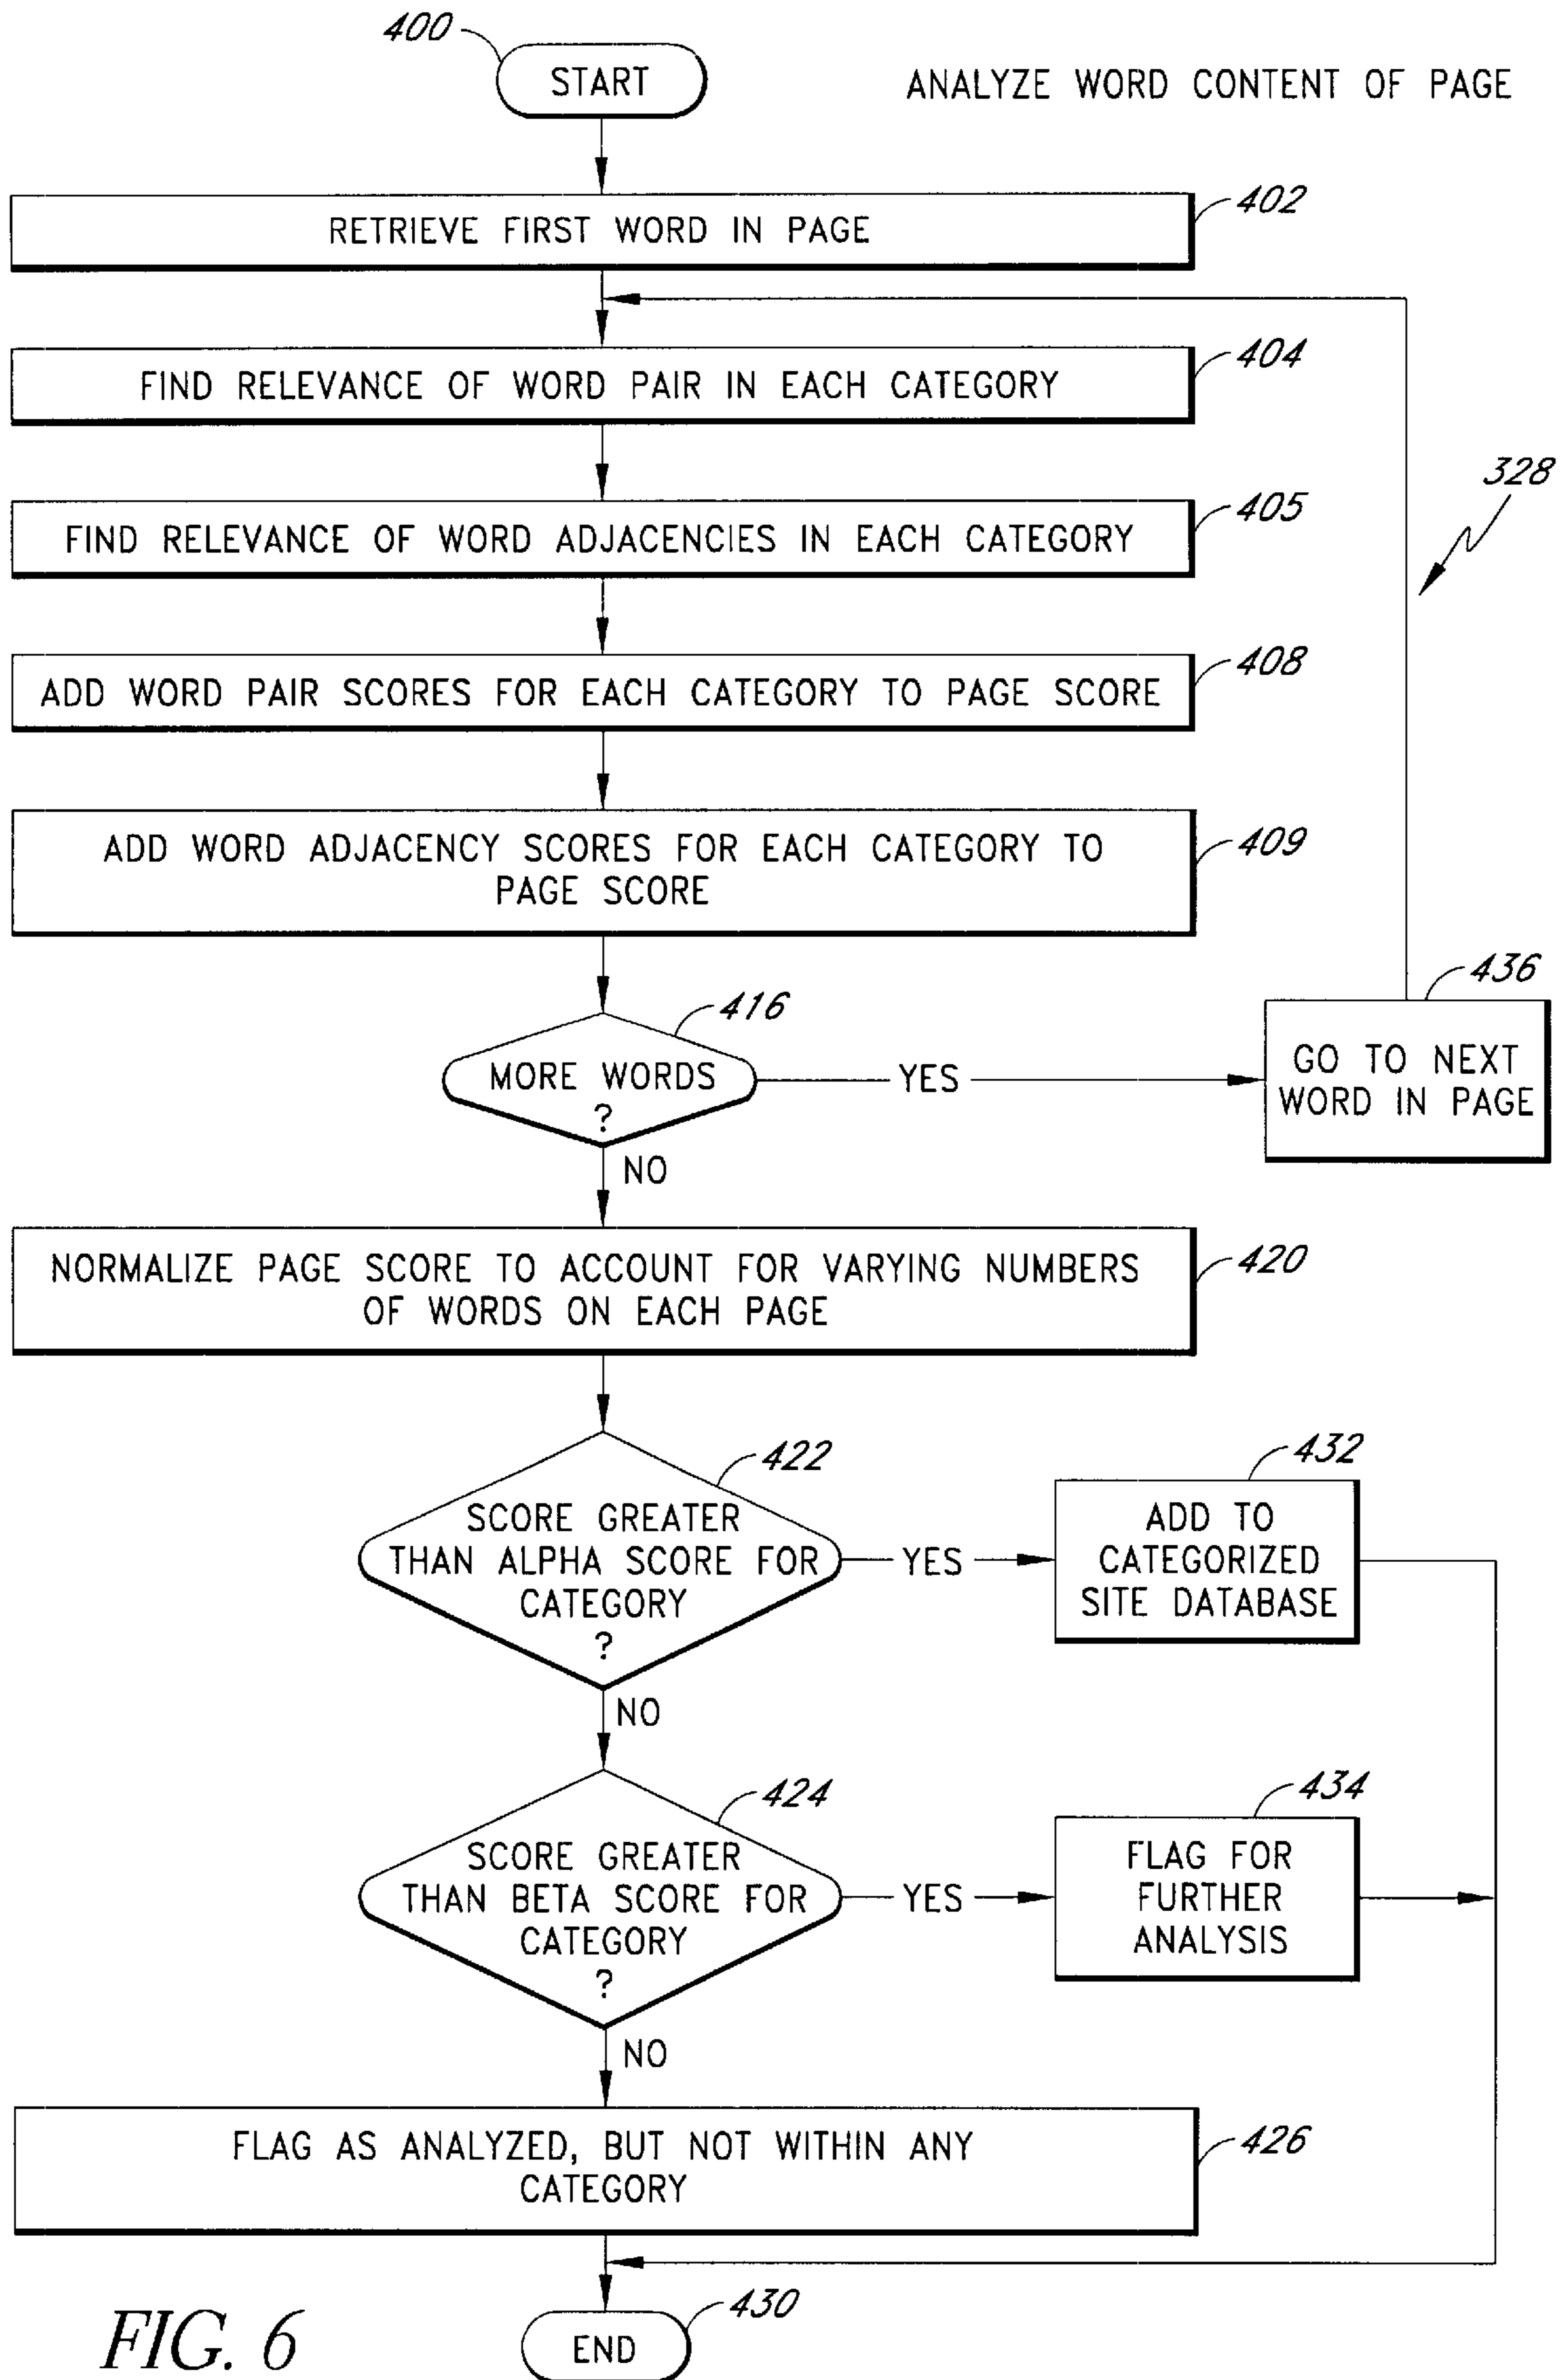 400
START
ANALYZE WORD CONTENT OF PAGE
RETRIEVE FIRST WORD IN PAGE
402
FIND RELEVANCE OF WORD PAIR IN EACH CATEGORY
404
328
FIND RELEVANCE OF WORD ADJACENCIES IN EACH CATEGORY
405
ADD WORD PAIR SCORES FOR EACH CATEGORY TO PAGE SCORE
408
ADD WORD ADJACENCY SCORES FOR EACH CATEGORY TO
PAGE SCORE
409
416
MORE WORDS
?
YES
436
GO TO NEXT
WORD IN PAGE
NO
NORMALIZE PAGE SCORE TO ACCOUNT FOR VARYING NUMBERS
OF WORDS ON EACH PAGE
420
422
SCORE GREATER
THAN ALPHA SCORE FOR
CATEGORY
?
YES
432
ADD TO
CATEGORIZED
SITE DATABASE
NO
424
SCORE GREATER
THAN BETA SCORE FOR
CATEGORY
?
YES
434
FLAG FOR
FURTHER
ANALYSIS
NO
FLAG AS ANALYZED, BUT NOT WITHIN ANY
CATEGORY
426
430
END
FIG. 6